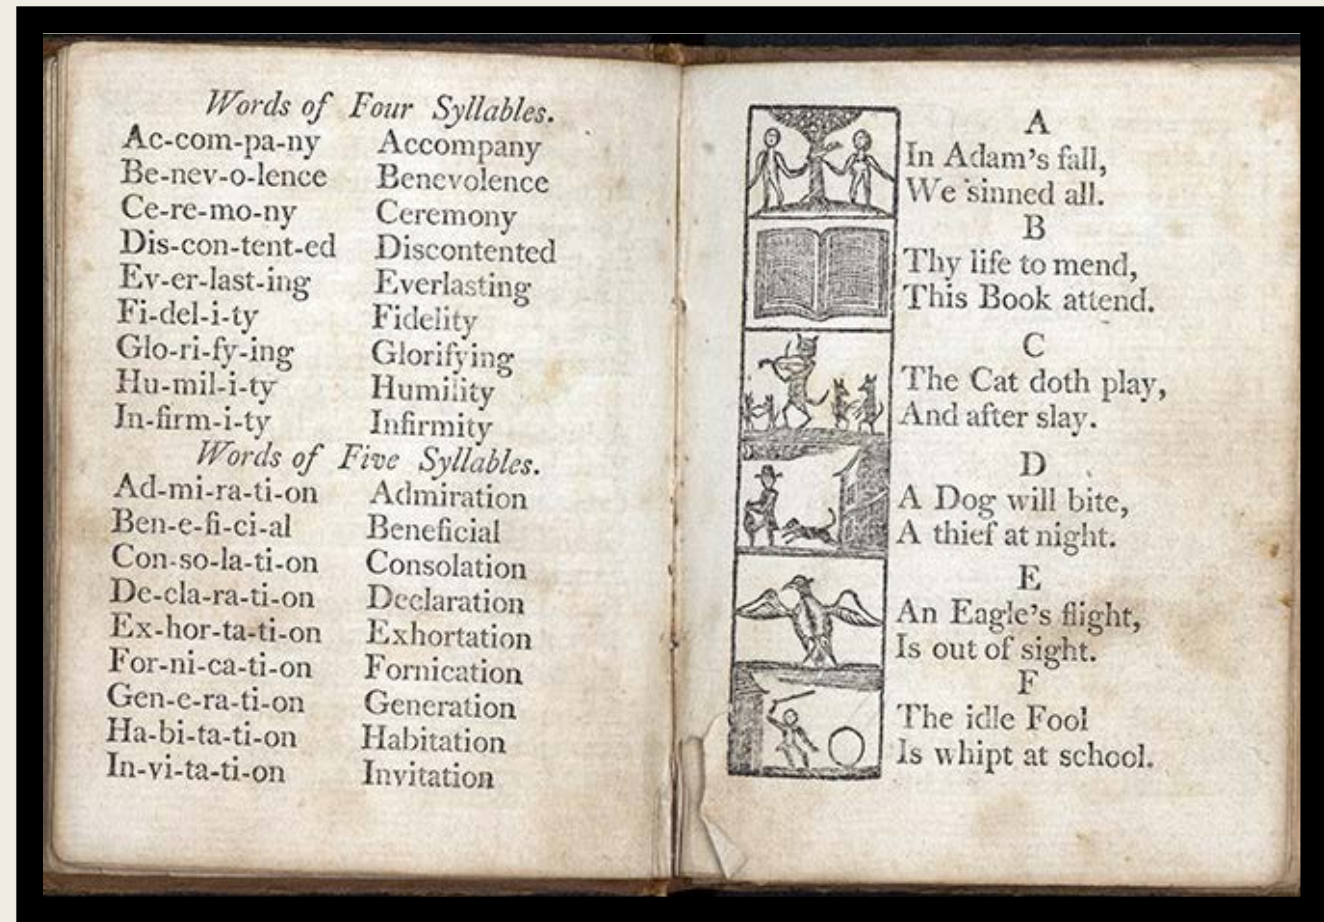 Words of Four Syllables.
Ac-com-pa-ny Accompany
Be-nev-o-lence Benevolence
Ce-re-mo-ny Ceremony
Dis-con-tent-ed Discontented
Ev-er-last-ing Everlasting
Fi-del-i-ty Fidelity
Glo-ri-fy-ing Glorifying
Hu-mil-i-ty Humility
In-firm-i-ty Infirmity
Words of Five Syllables.
Ad-mi-ra-ti-on Admiration
Ben-e-fi-ci-al Beneficial
Con-so-la-ti-on Consolation
De-cla-ra-ti-on Declaration
Ex-hor-ta-ti-on Exhortation
For-ni-ca-ti-on Fornication
Gen-e-ra-ti-on Generation
Ha-bi-ta-ti-on Habitation
In-vi-ta-ti-on Invitation
A
In Adam's fall,
We sinned all.
B
Thy life to mend,
This Book attend.
C
The Cat doth play,
And after slay.
D
A Dog will bite,
A thief at night.
E
An Eagle's flight,
Is out of sight.
F
The idle Fool
Is whipt at school.